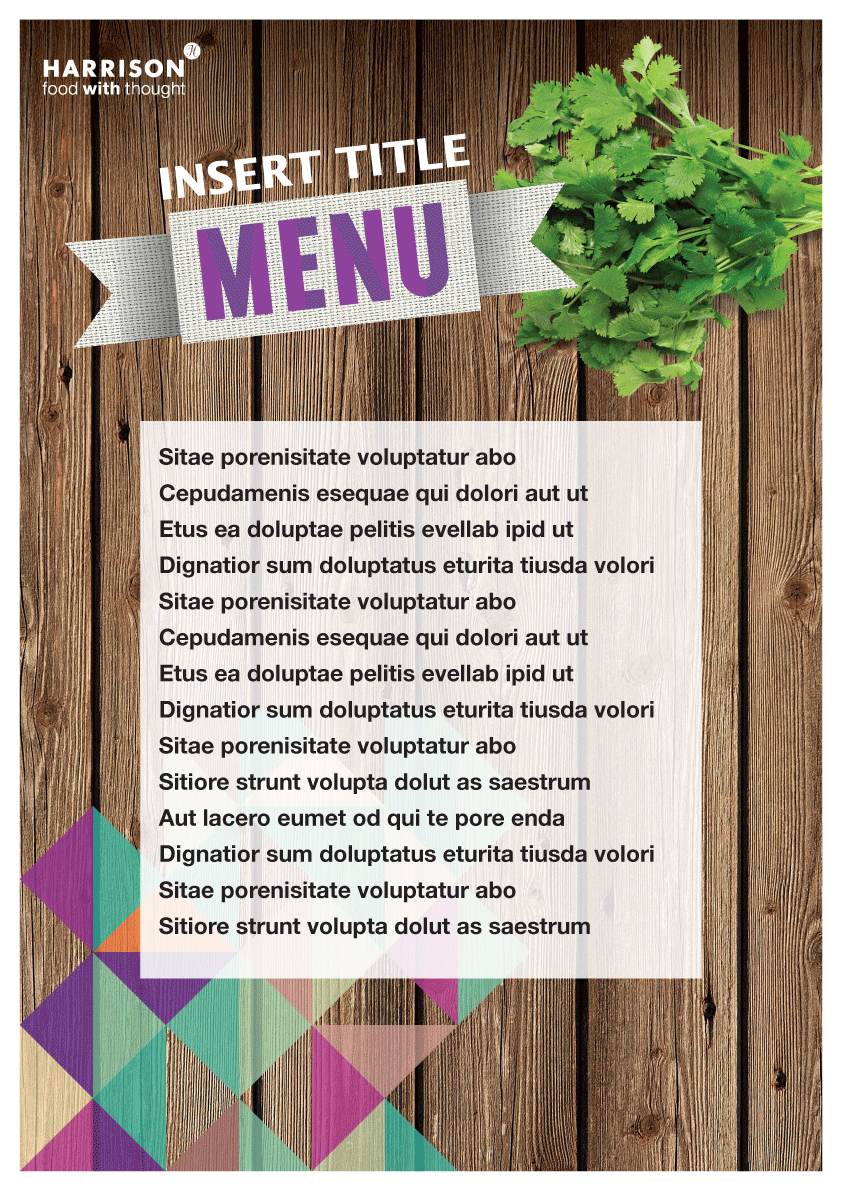 HARRISON
food with thought
INSERT TITLE
MENU
Sitae porenisitate voluptatur abo
Cepudamenis esequae qui dolori aut ut
Etus ea doluptae pelitis evellab ipid ut
Dignatior sum doluptatus eturita tiusda volori
Sitae porenisitate voluptatur abo
Cepudamenis esequae qui dolori aut ut
Etus ea doluptae pelitis evellab ipid ut
Dignatior sum doluptatus eturita tiusda volori
Sitae porenisitate voluptatur abo
Sitiore strunt volupta dolut as saestrum
Aut lacero eumet od qui te pore enda
Dignatior sum doluptatus eturita tiusda volori
Sitae porenisitate voluptatur abo
Sitiore strunt volupta dolut as saestrum